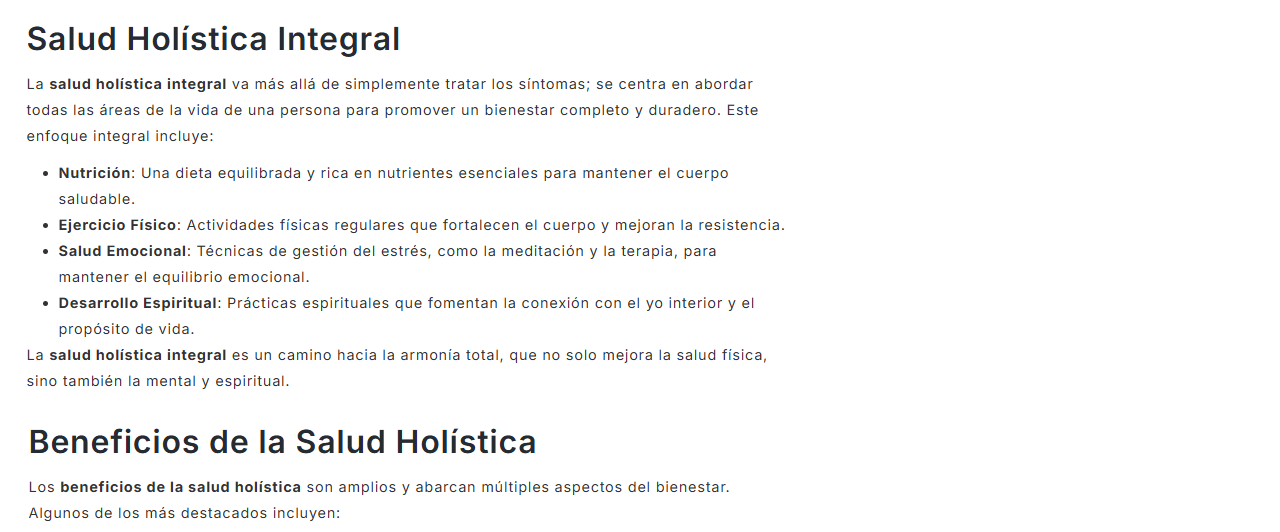 Salud Holística Integral
La salud holística integral va más allá de simplemente tratar los síntomas; se centra en abordar
todas las áreas de la vida de una persona para promover un bienestar completo y duradero. Este
enfoque integral incluye:
• Nutrición: Una dieta equilibrada y rica en nutrientes esenciales para mantener el cuerpo
saludable.
• Ejercicio Físico: Actividades físicas regulares que fortalecen el cuerpo y mejoran la resistencia.
• Salud Emocional: Técnicas de gestión del estrés, como la meditación y la terapia, para
mantener el equilibrio emocional.
• Desarrollo Espiritual: Prácticas espirituales que fomentan la conexión con el yo interior y el
propósito de vida.
La salud holística integral es un camino hacia la armonía total, que no solo mejora la salud física,
sino también la mental y espiritual.
Beneficios de la Salud Holística
Los beneficios de la salud holística son amplios y abarcan múltiples aspectos del bienestar.
Algunos de los más destacados incluyen: